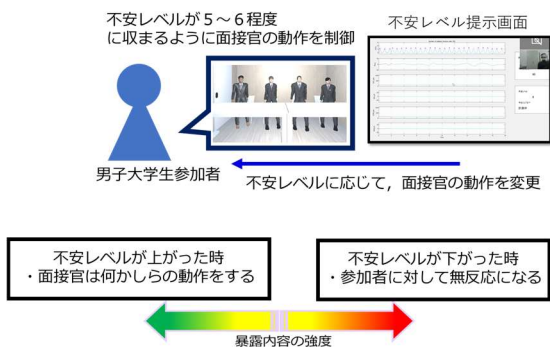 不安レベルが５～６程度
に収まるように面接官の動作を制御
不安レベル提示画面
男子大学生参加者
不安レベルに応じて，面接官の動作を変更
不安レベルが上がった時
・面接官は何かしらの動作をする
不安レベルが下がった時
・参加者に対して無反応になる
暴露内容の強度